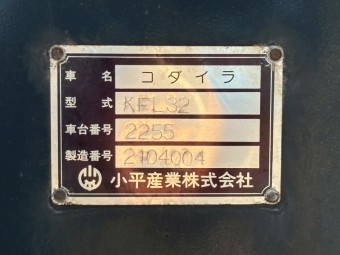 車名 コダイラ
型式 KFL32
車台番号 2255
製造番号 2104004
小平産業株式会社